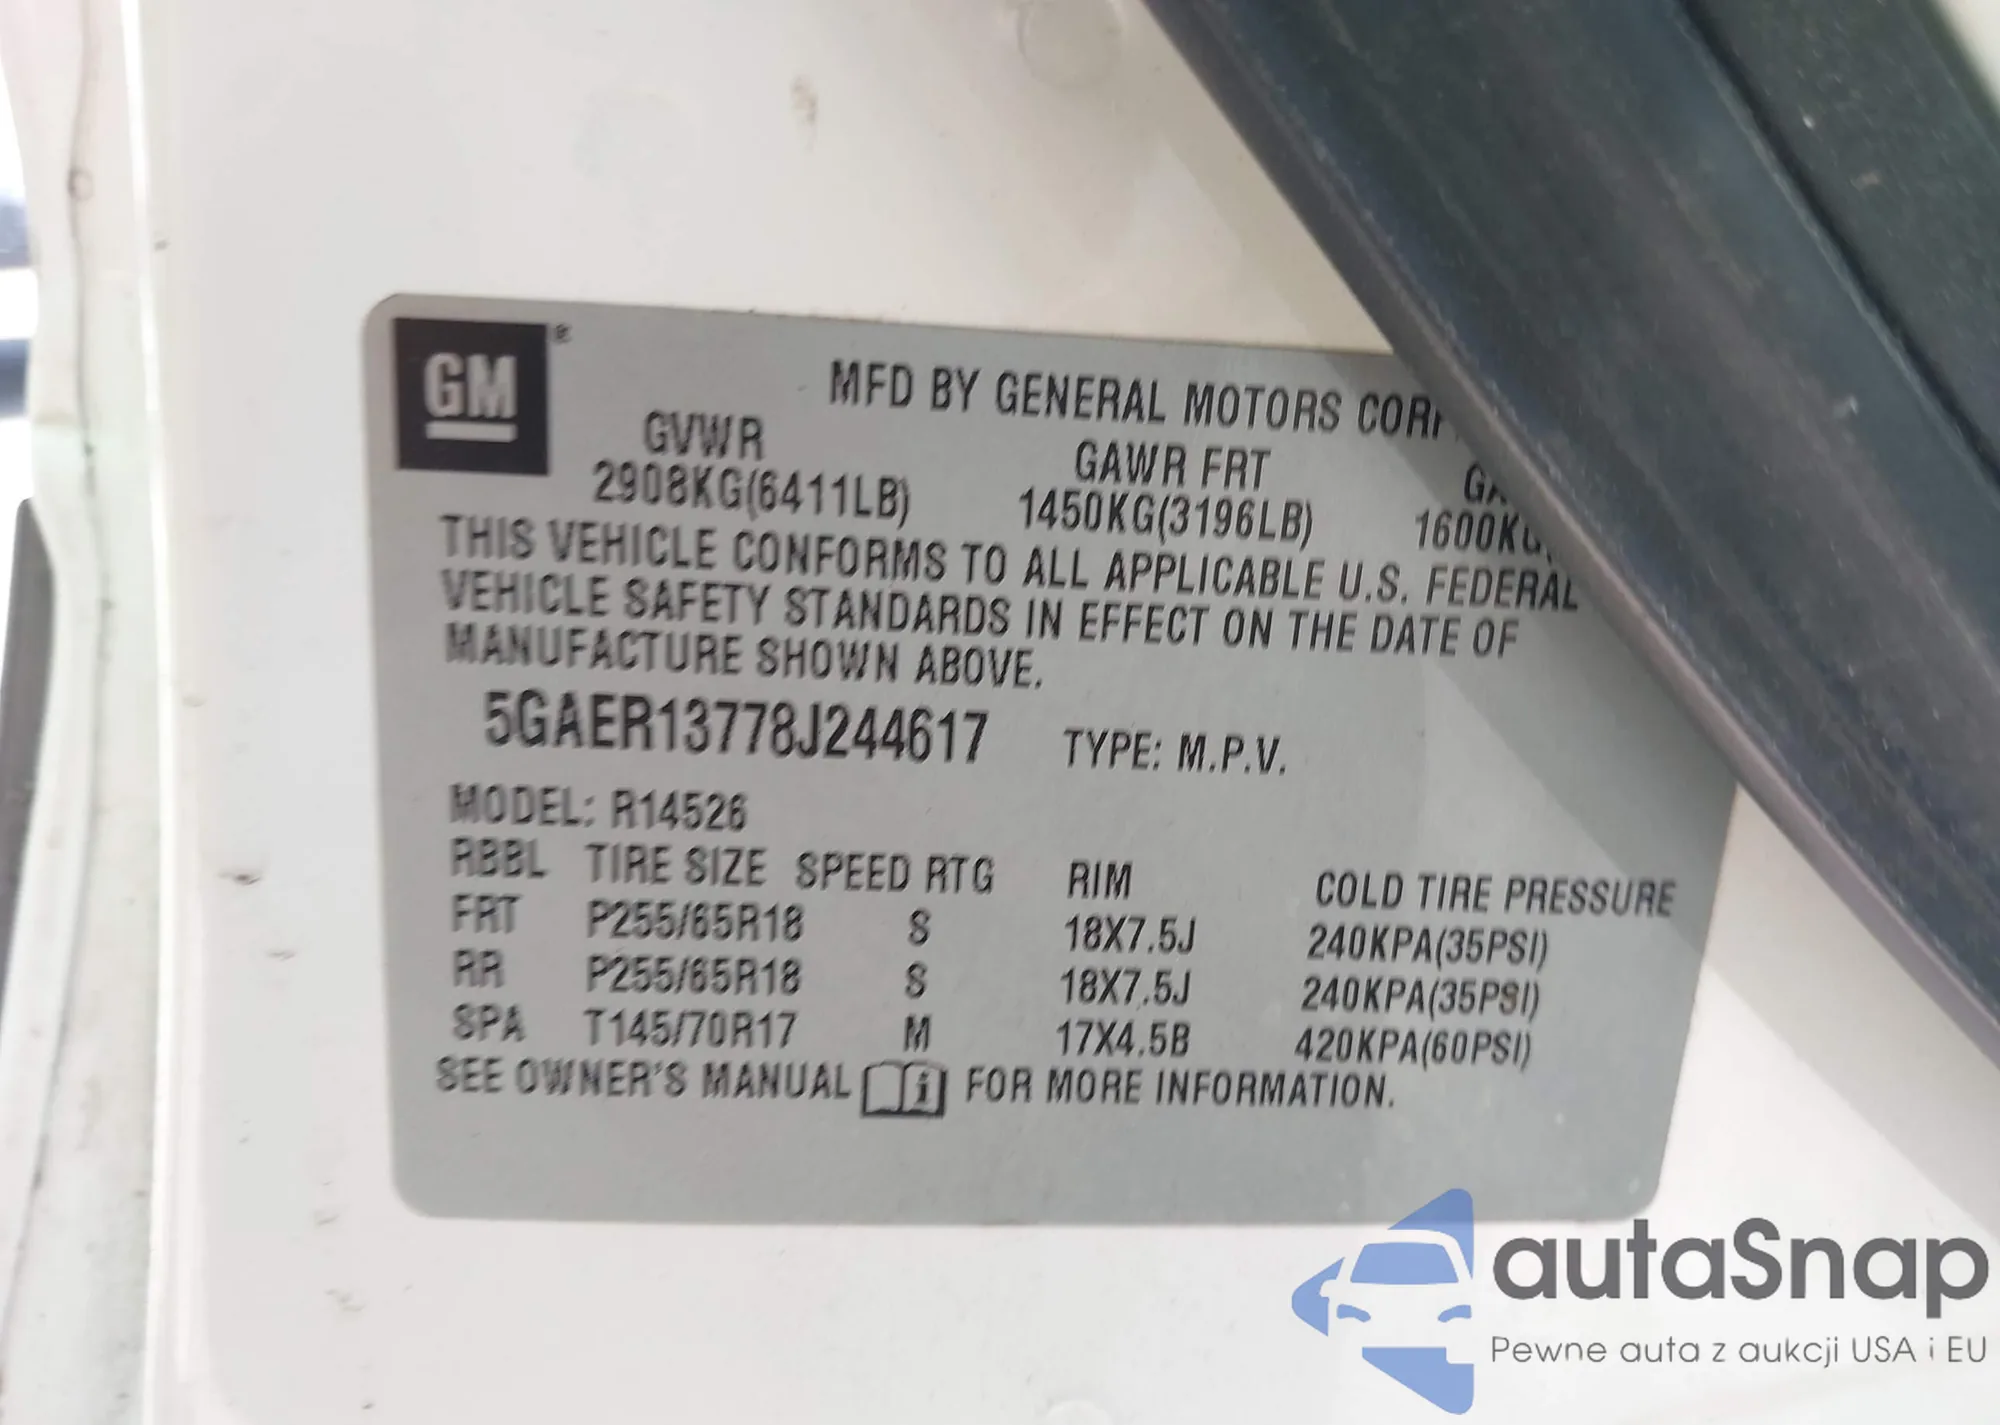 GM®
MFD BY GENERAL MOTORS
GVWR GAWR FRT
2908KG(6411LB) 1450KG(3196LB) 1600KG
THIS VEHICLE CONFORMS TO ALL APPLICABLE U.S. FEDERAL
VEHICLE SAFETY STANDARDS IN EFFECT ON THE DATE OF
MANUFACTURE SHOWN ABOVE.
5GAER13778J244617 TYPE: M.P.V.
MODEL: R14526
RBBL TIRE SIZE SPEED RTG RIM COLD TIRE PRESSURE
FRT P255/65R18 S 18X7.5J 240KPA(35PSI)
RR P255/65R18 S 18X7.5J 240KPA(35PSI)
SPA T145/70R17 M 17X4.5B 420KPA(60PSI)
SEE OWNER'S MANUAL i FOR MORE INFORMATION.
autaSnap
Pewne auta z aukcji USA i EU